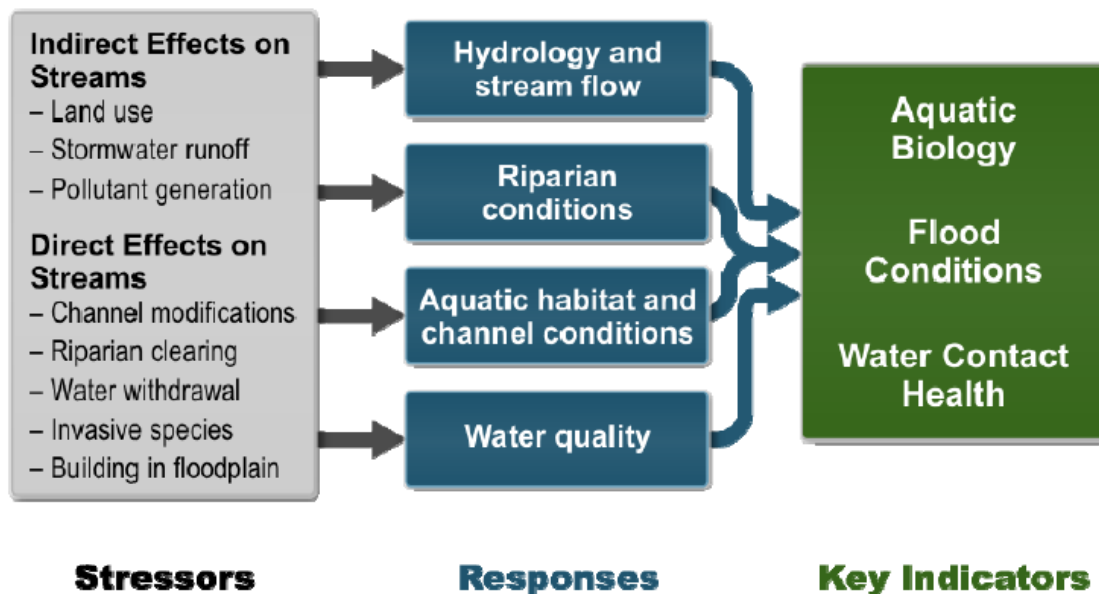 Indirect Effects on
Streams
– Land use
– Stormwater runoff
– Pollutant generation
Direct Effects on
Streams
– Channel modifications
– Riparian clearing
– Water withdrawal
– Invasive species
– Building in floodplain
Hydrology and
stream flow
Riparian
conditions
Aquatic habitat and
channel conditions
Water quality
Aquatic
Biology
Flood
Conditions
Water Contact
Health
Stressors
Responses
Key Indicators